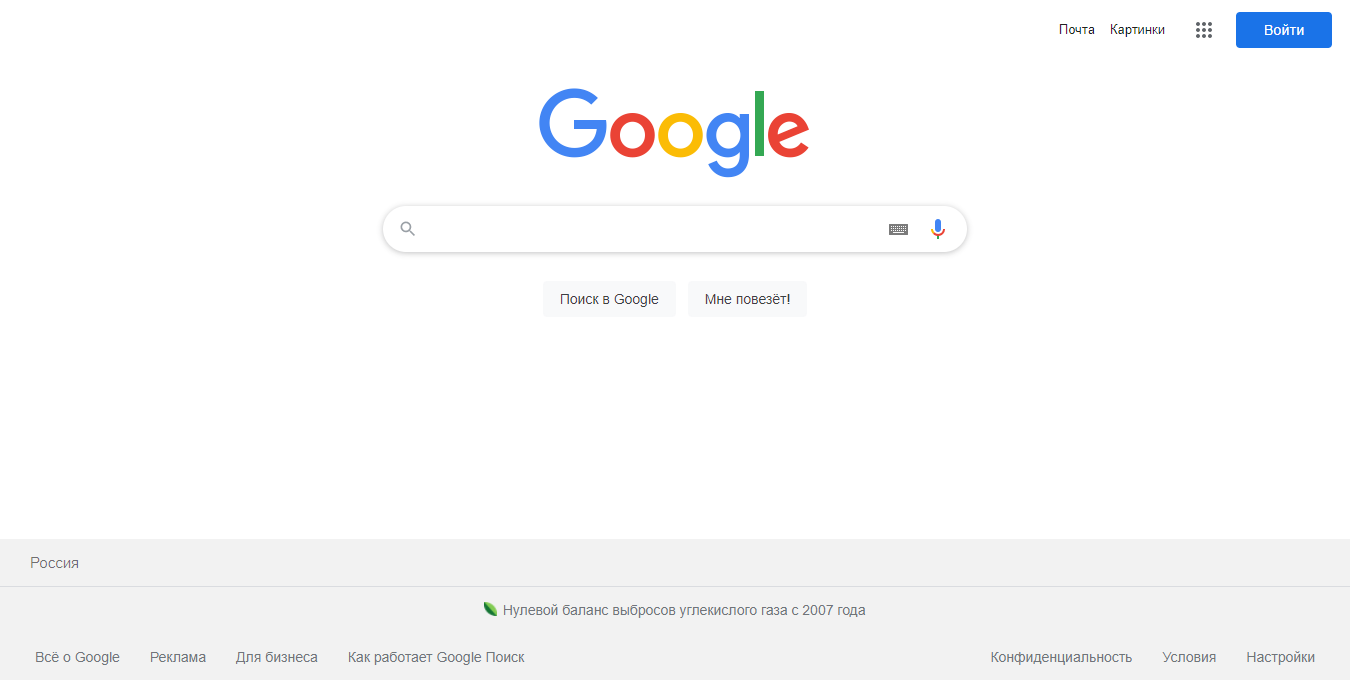 Почта Картинки Войти
Google
Поиск в Google Мне повезёт!
Россия
Нулевой баланс выбросов углекислого газа с 2007 года
Всё о Google Реклама Для бизнеса Как работает Google Поиск Конфиденциальность Условия Настройки